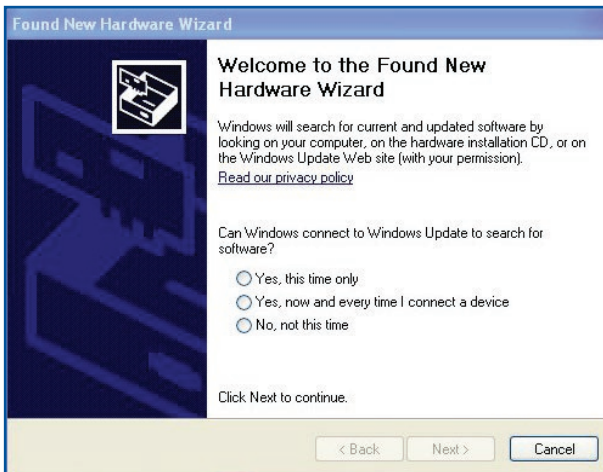 Found New Hardware Wizard
Welcome to the Found New
Hardware Wizard
Windows will search for current and updated software by
looking on your computer, on the hardware installation CD, or on
the Windows Update Web site (with your permission).
Read our privacy policy
Can Windows connect to Windows Update to search for
software?
Yes, this time only
Yes, now and every time I connect a device
No, not this time
Click Next to continue.
< Back Next > Cancel